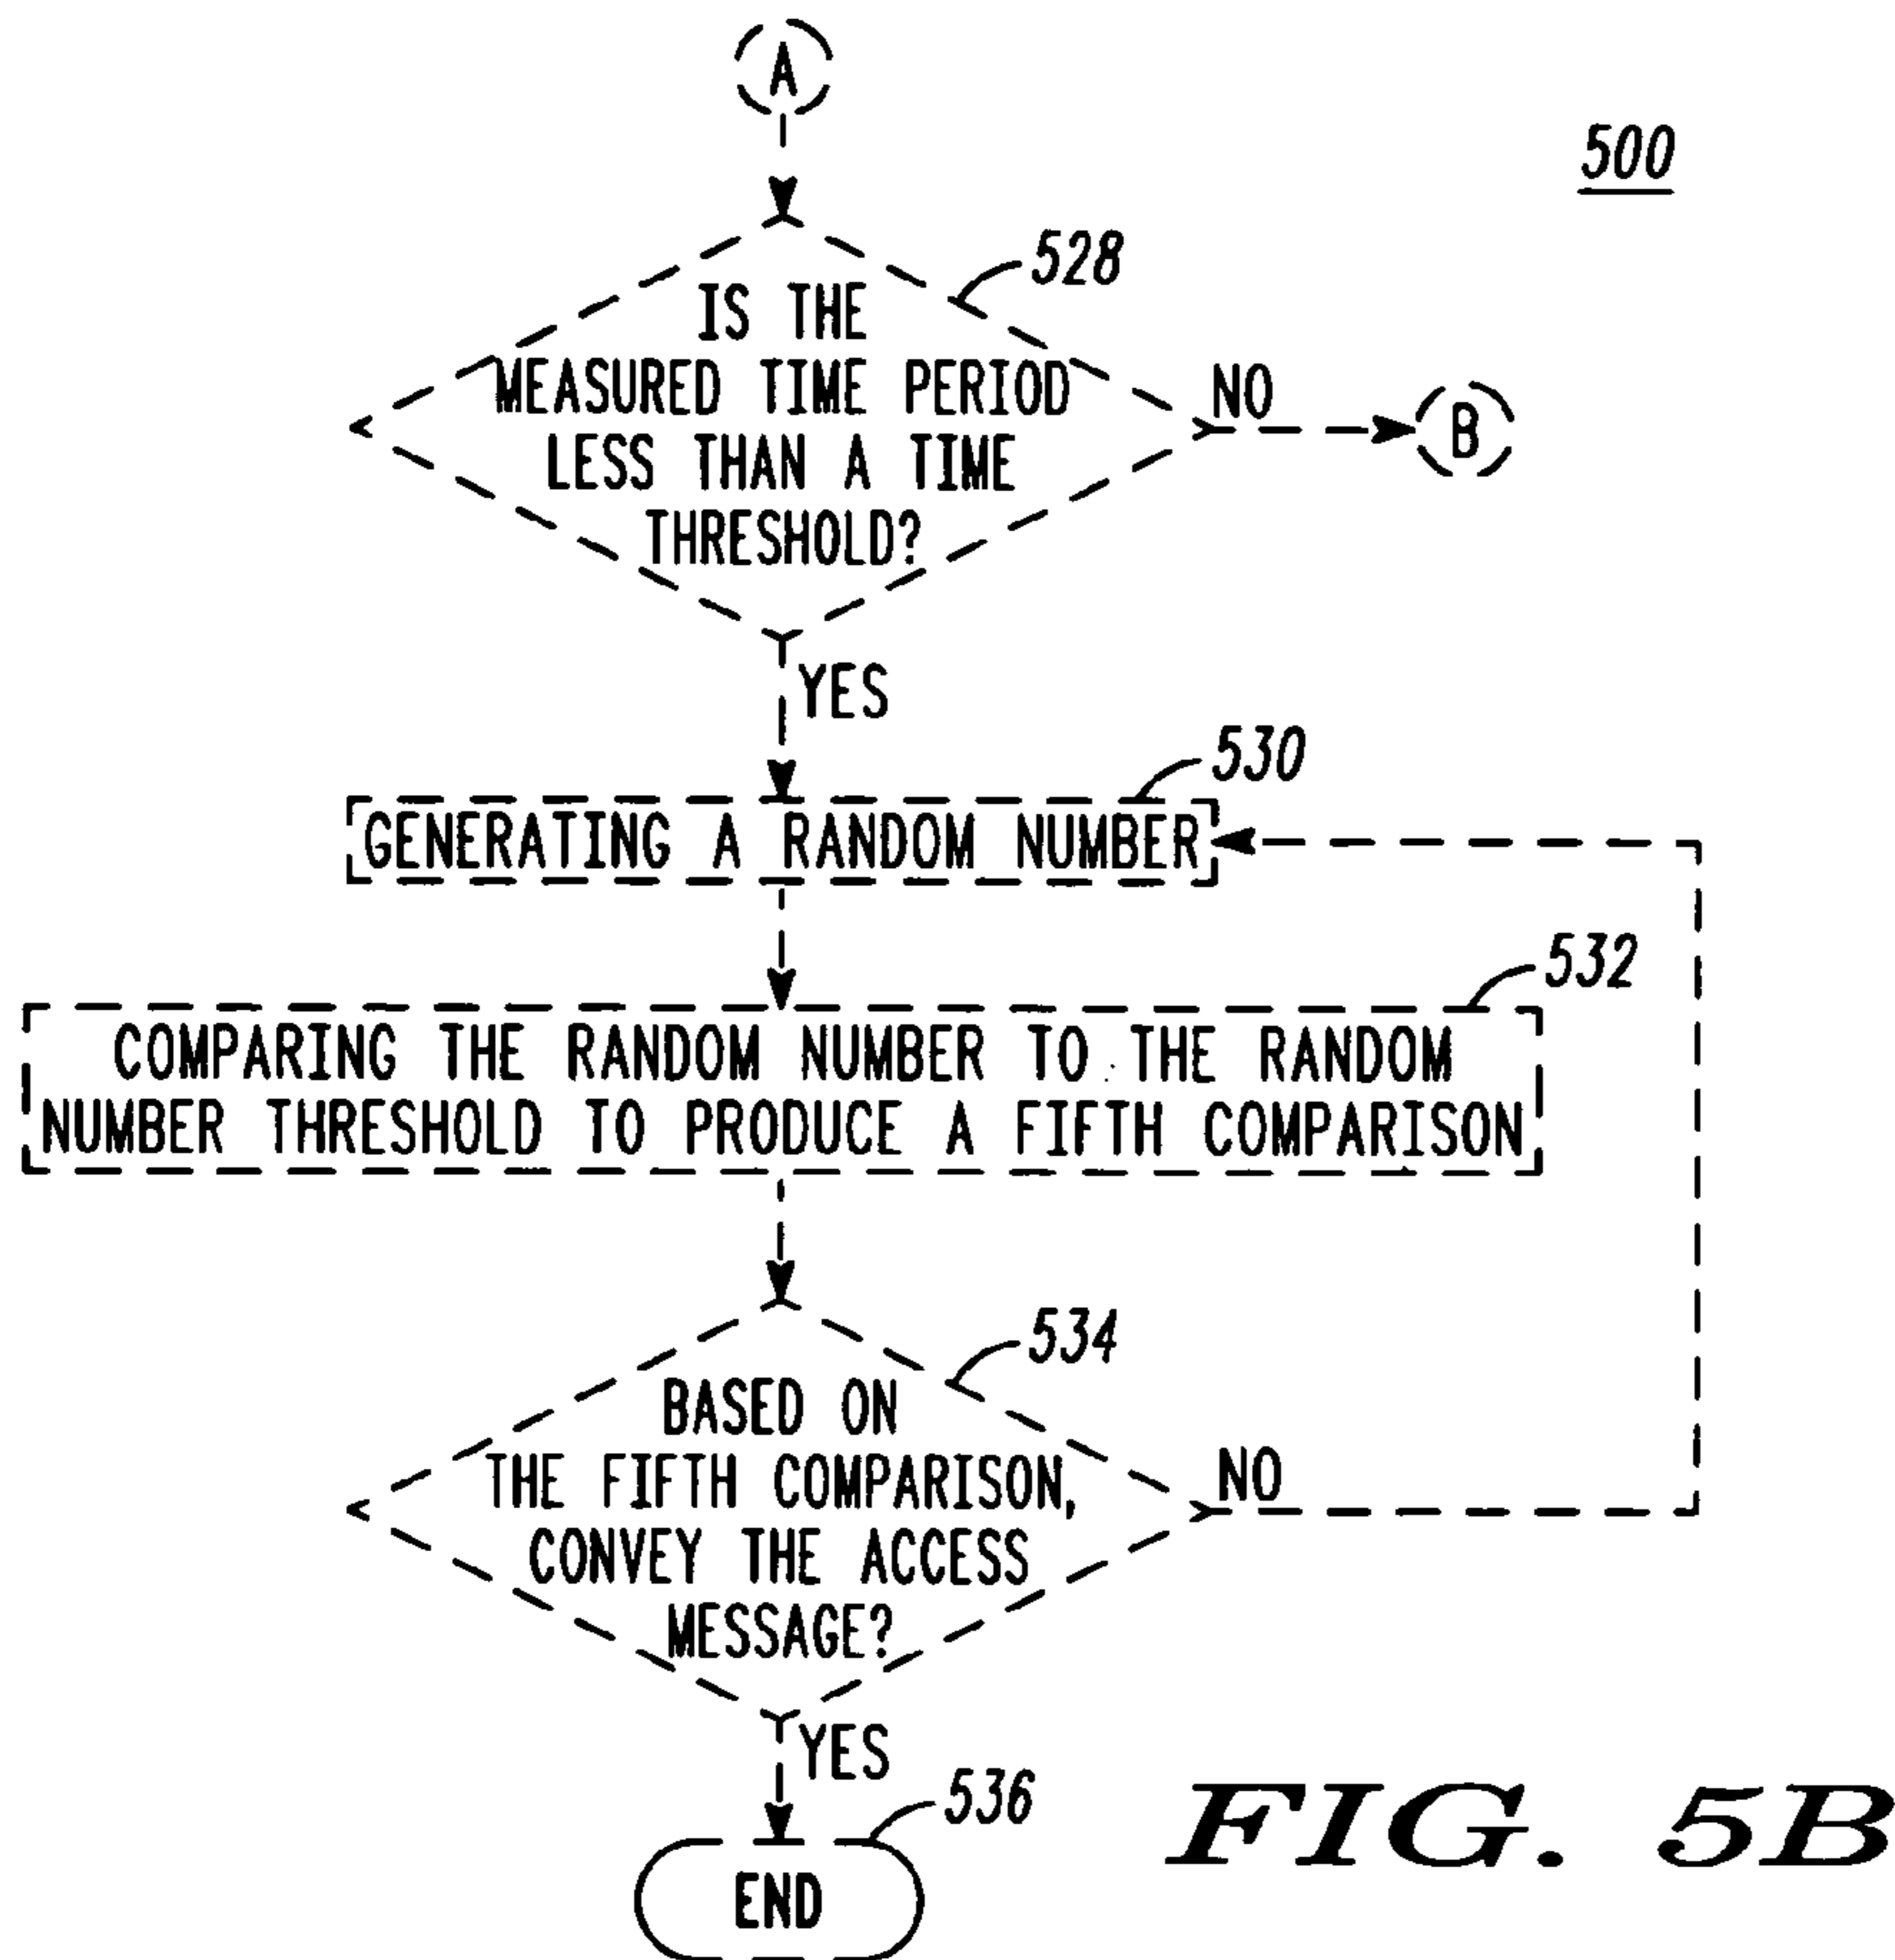 A
500
528
IS THE
MEASURED TIME PERIOD
LESS THAN A TIME
THRESHOLD?
NO
B
YES
530
GENERATING A RANDOM NUMBER
532
COMPARING THE RANDOM NUMBER TO THE RANDOM
NUMBER THRESHOLD TO PRODUCE A FIFTH COMPARISON
534
BASED ON
THE FIFTH COMPARISON,
CONVEY THE ACCESS
MESSAGE?
NO
YES
536
END
FIG. 5B